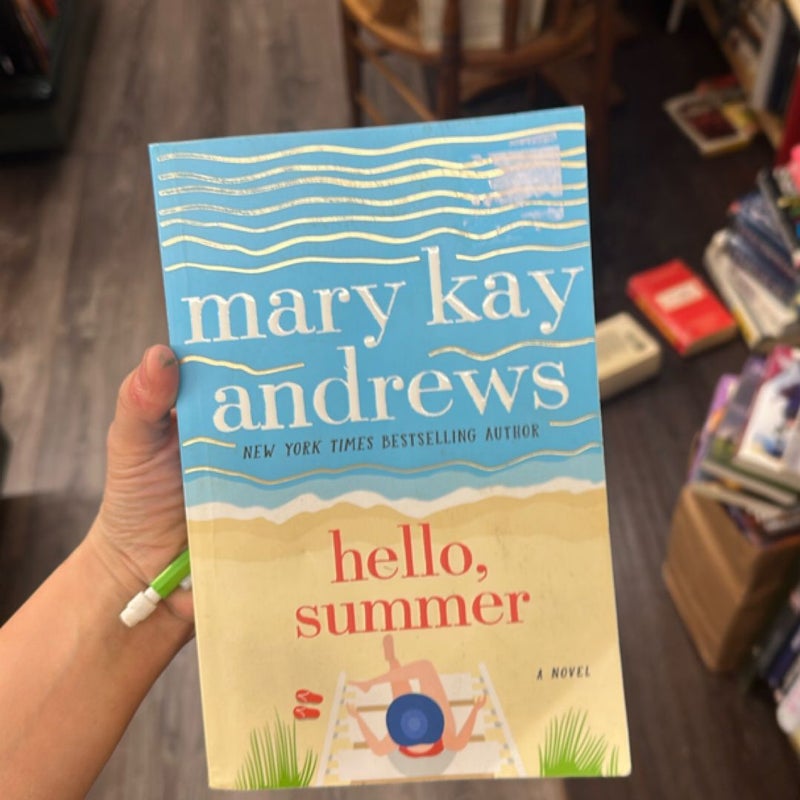 mary kay
andrews
NEW YORK TIMES BESTSELLING AUTHOR
hello,
summer
A NOVEL